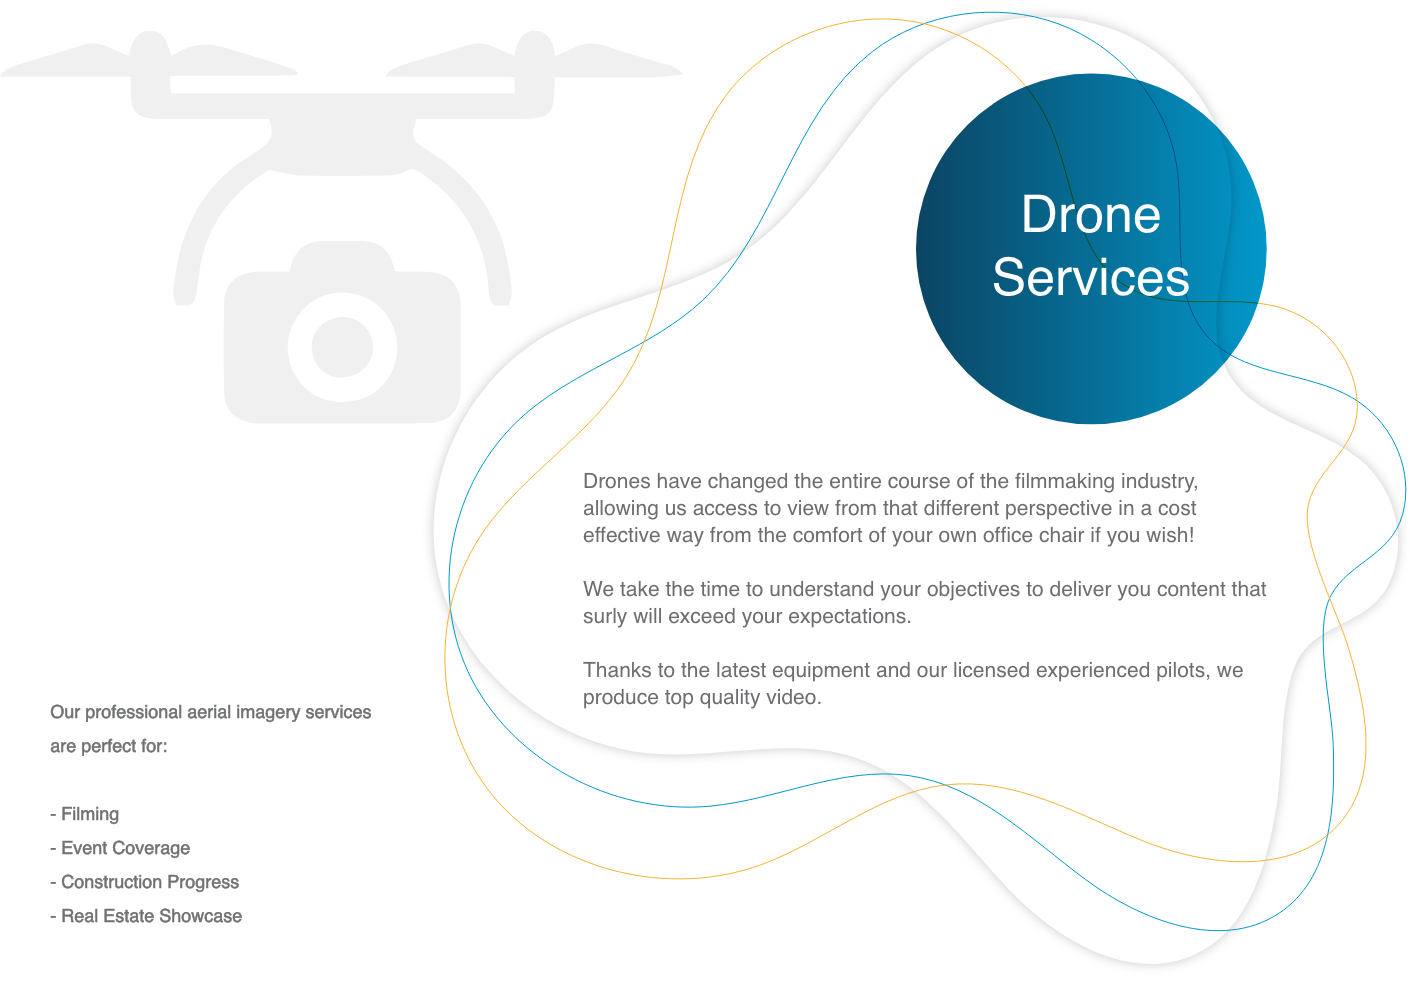 Drone
Services
Drones have changed the entire course of the filmmaking industry,
allowing us access to view from that different perspective in a cost
effective way from the comfort of your own office chair if you wish!
We take the time to understand your objectives to deliver you content that
surly will exceed your expectations.
Thanks to the latest equipment and our licensed experienced pilots, we
produce top quality video.
Our professional aerial imagery services
are perfect for:
- Filming
- Event Coverage
- Construction Progress
- Real Estate Showcase